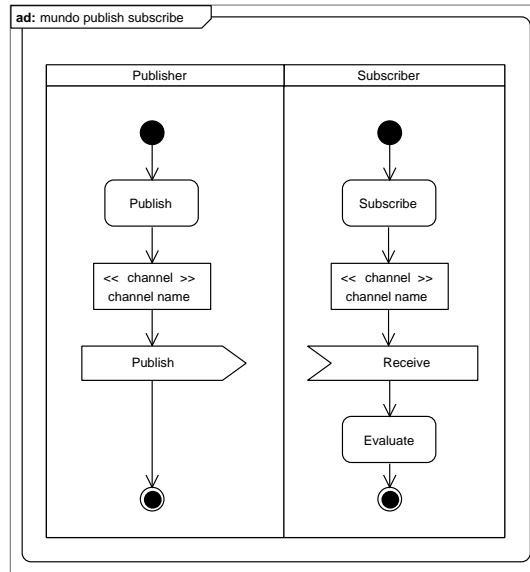 ad: mundo publish subscribe
Publisher
Subscriber
Publish
Subscribe
<< channel >>
channel name
<< channel >>
channel name
Publish
Receive
Evaluate